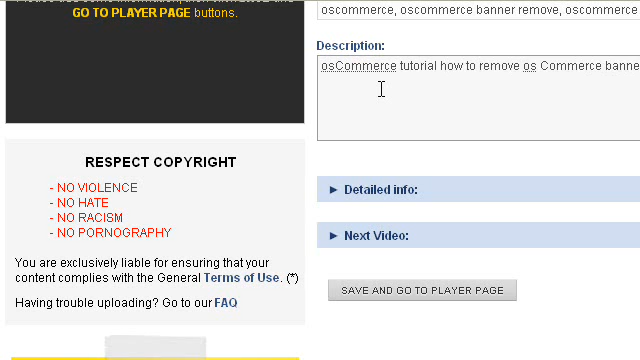 GO TO PLAYER PAGE buttons.
RESPECT COPYRIGHT
- NO VIOLENCE
- NO HATE
- NO RACISM
- NO PORNOGRAPHY
You are exclusively liable for ensuring that your
content complies with the General Terms of Use. (*)
Having trouble uploading? Go to our FAQ
oscommerce, oscommerce banner remove, oscommerce
Description:
osCommerce tutorial how to remove os Commerce banne
► Detailed info:
► Next Video:
SAVE AND GO TO PLAYER PAGE